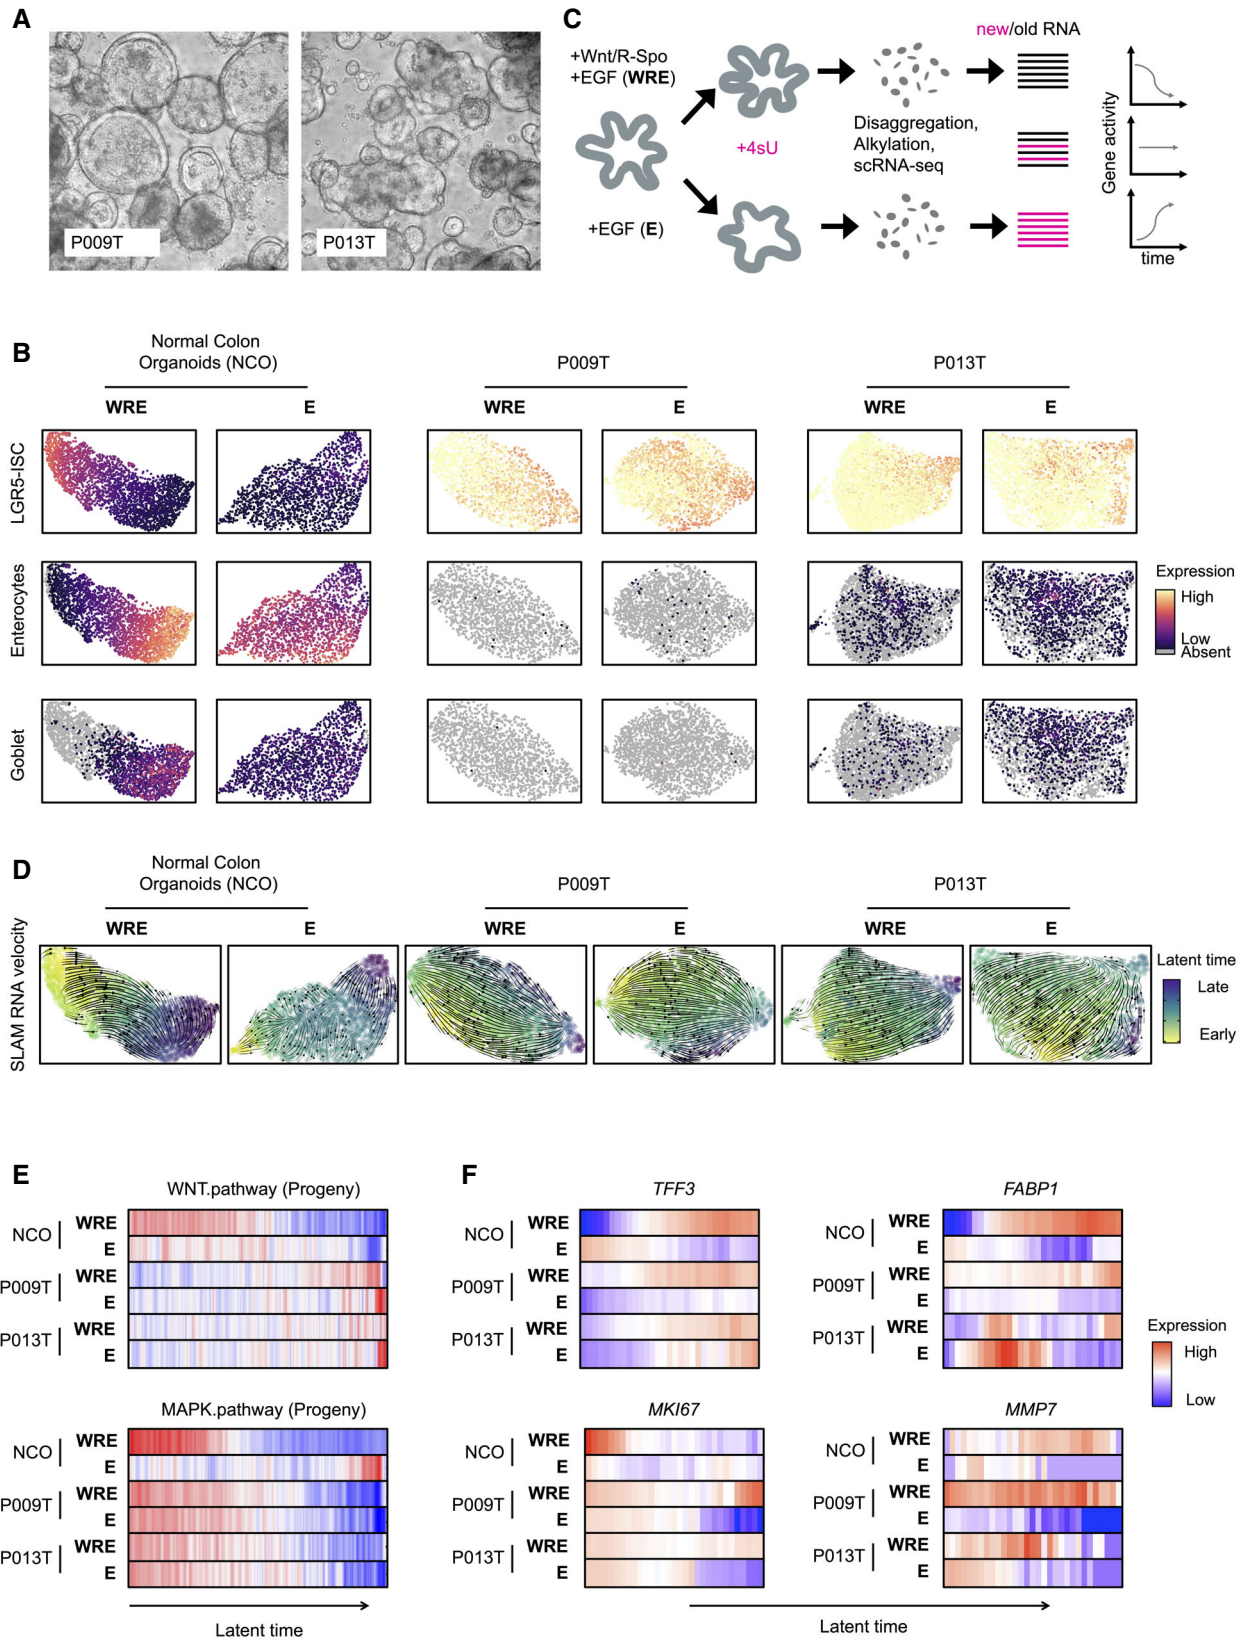 A
P009T
P013T
C
+Wnt/R-Spo
+EGF (WRE)
+EGF (E)
+4sU
Disaggregation,
Alkylation,
scRNA-seq
new/old RNA
Gene activity
time
B
Normal Colon
Organoids (NCO)
P009T
P013T
WRE
E
WRE
E
WRE
E
LGR5-ISC
Enterocytes
Goblet
Expression
High
Low
Absent
D
Normal Colon
Organoids (NCO)
P009T
P013T
WRE
E
WRE
E
WRE
E
SLAM RNA velocity
Latent time
Late
Early
E
WNT.pathway (Progeny)
NCO
WRE
E
P009T
WRE
E
P013T
WRE
E
MAPK.pathway (Progeny)
NCO
WRE
E
P009T
WRE
E
P013T
WRE
E
Latent time
F
TFF3
NCO
WRE
E
P009T
WRE
E
P013T
WRE
E
FABP1
NCO
WRE
E
P009T
WRE
E
P013T
WRE
E
MKI67
NCO
WRE
E
P009T
WRE
E
P013T
WRE
E
MMP7
NCO
WRE
E
P009T
WRE
E
P013T
WRE
E
Expression
High
Low
Latent time